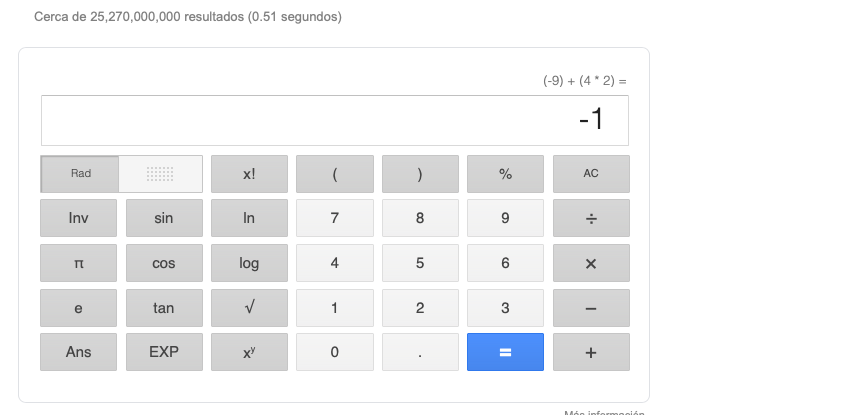 Cerca de 25,270,000,000 resultados (0.51 segundos)
(-9) + (4 * 2) =
-1
Rad x! ( ) % AC
Inv sin ln 7 8 9 ÷
π cos log 4 5 6 ×
e tan √ 1 2 3 −
Ans EXP xʸ 0 . = +
Más información